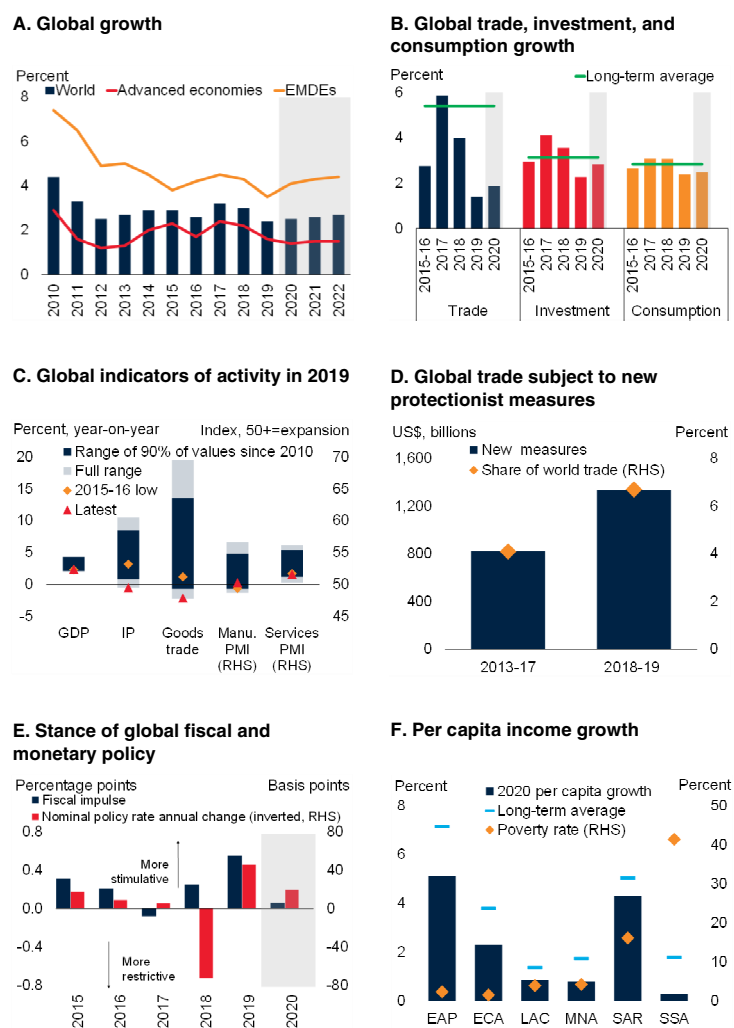 A. Global growth
Percent
World Advanced economies EMDEs
8
6
4
2
0
2010 2011 2012 2013 2014 2015 2016 2017 2018 2019 2020 2021 2022
B. Global trade, investment, and
consumption growth
Percent
Long-term average
6
4
2
0
2015-16 2017 2018 2019 2020 2015-16 2017 2018 2019 2020 2015-16 2017 2018 2019 2020
Trade Investment Consumption
C. Global indicators of activity in 2019
Percent, year-on-year Index, 50+=expansion
Range of 90% of values since 2010
Full range
2015-16 low
Latest
20 70
15 65
10 60
5 55
0 50
-5 45
GDP IP Goods Manu. Services
trade PMI PMI
(RHS) (RHS)
D. Global trade subject to new
protectionist measures
US$, billions Percent
New measures
Share of world trade (RHS)
1,600 8
1,200 6
800 4
400 2
0 0
2013-17 2018-19
E. Stance of global fiscal and
monetary policy
Percentage points Basis points
Fiscal impulse
Nominal policy rate annual change (inverted, RHS)
0.8 80
0.4 40
0.0 0
-0.4 -40
-0.8 -80
More
stimulative
More
restrictive
2015 2016 2017 2018 2019 2020
F. Per capita income growth
Percent Percent
2020 per capita growth
Long-term average
Poverty rate (RHS)
8 50
6 40
4 30
2 20
0 10
0
EAP ECA LAC MNA SAR SSA